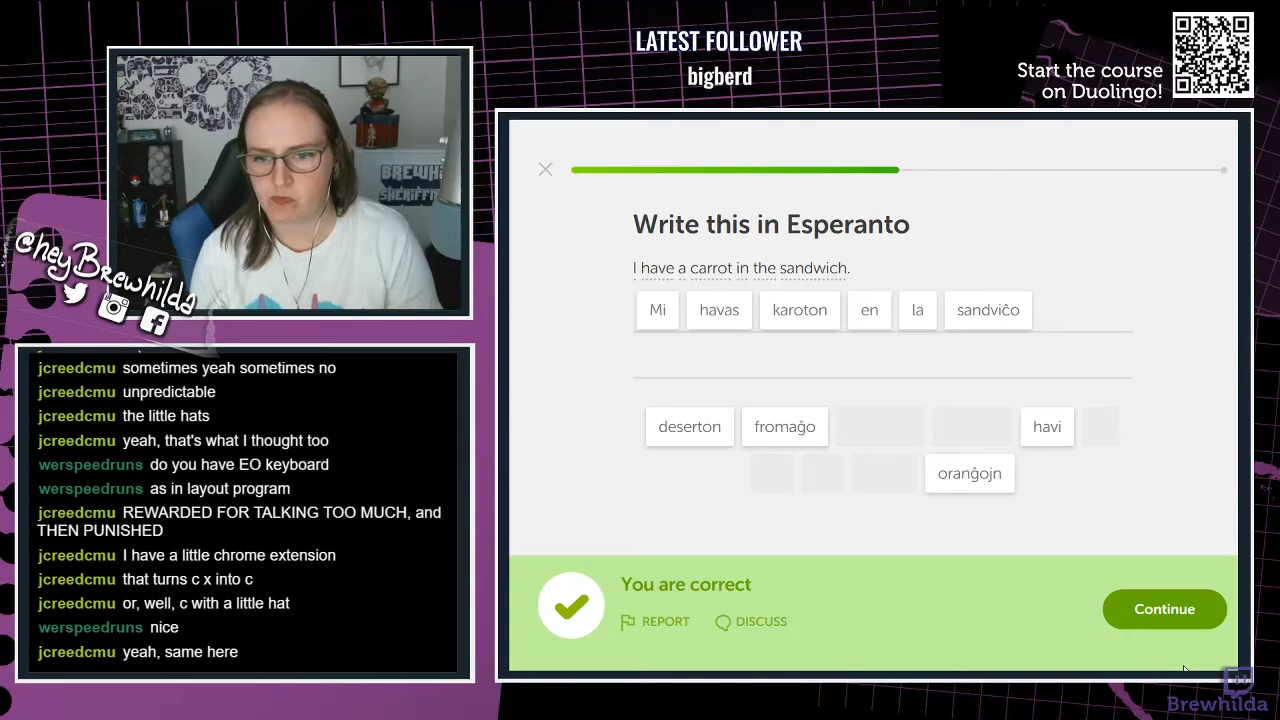 LATEST FOLLOWER
bigberd
Start the course
on Duolingo!
BREWHI
SHERIFF
@heyBrewhilda
Write this in Esperanto
I have a carrot in the sandwich.
Mi havas karoton en la sandviĉo
deserton fromaĝo havi
oranĝojn
You are correct
REPORT DISCUSS
Continue
jcreedcmu sometimes yeah sometimes no
jcreedcmu unpredictable
jcreedcmu the little hats
jcreedcmu yeah, that's what I thought too
werspeedruns do you have EO keyboard
werspeedruns as in layout program
jcreedcmu REWARDED FOR TALKING TOO MUCH, and
THEN PUNISHED
jcreedcmu I have a little chrome extension
jcreedcmu that turns c x into c
jcreedcmu or, well, c with a little hat
werspeedruns nice
jcreedcmu yeah, same here
Brewhilda